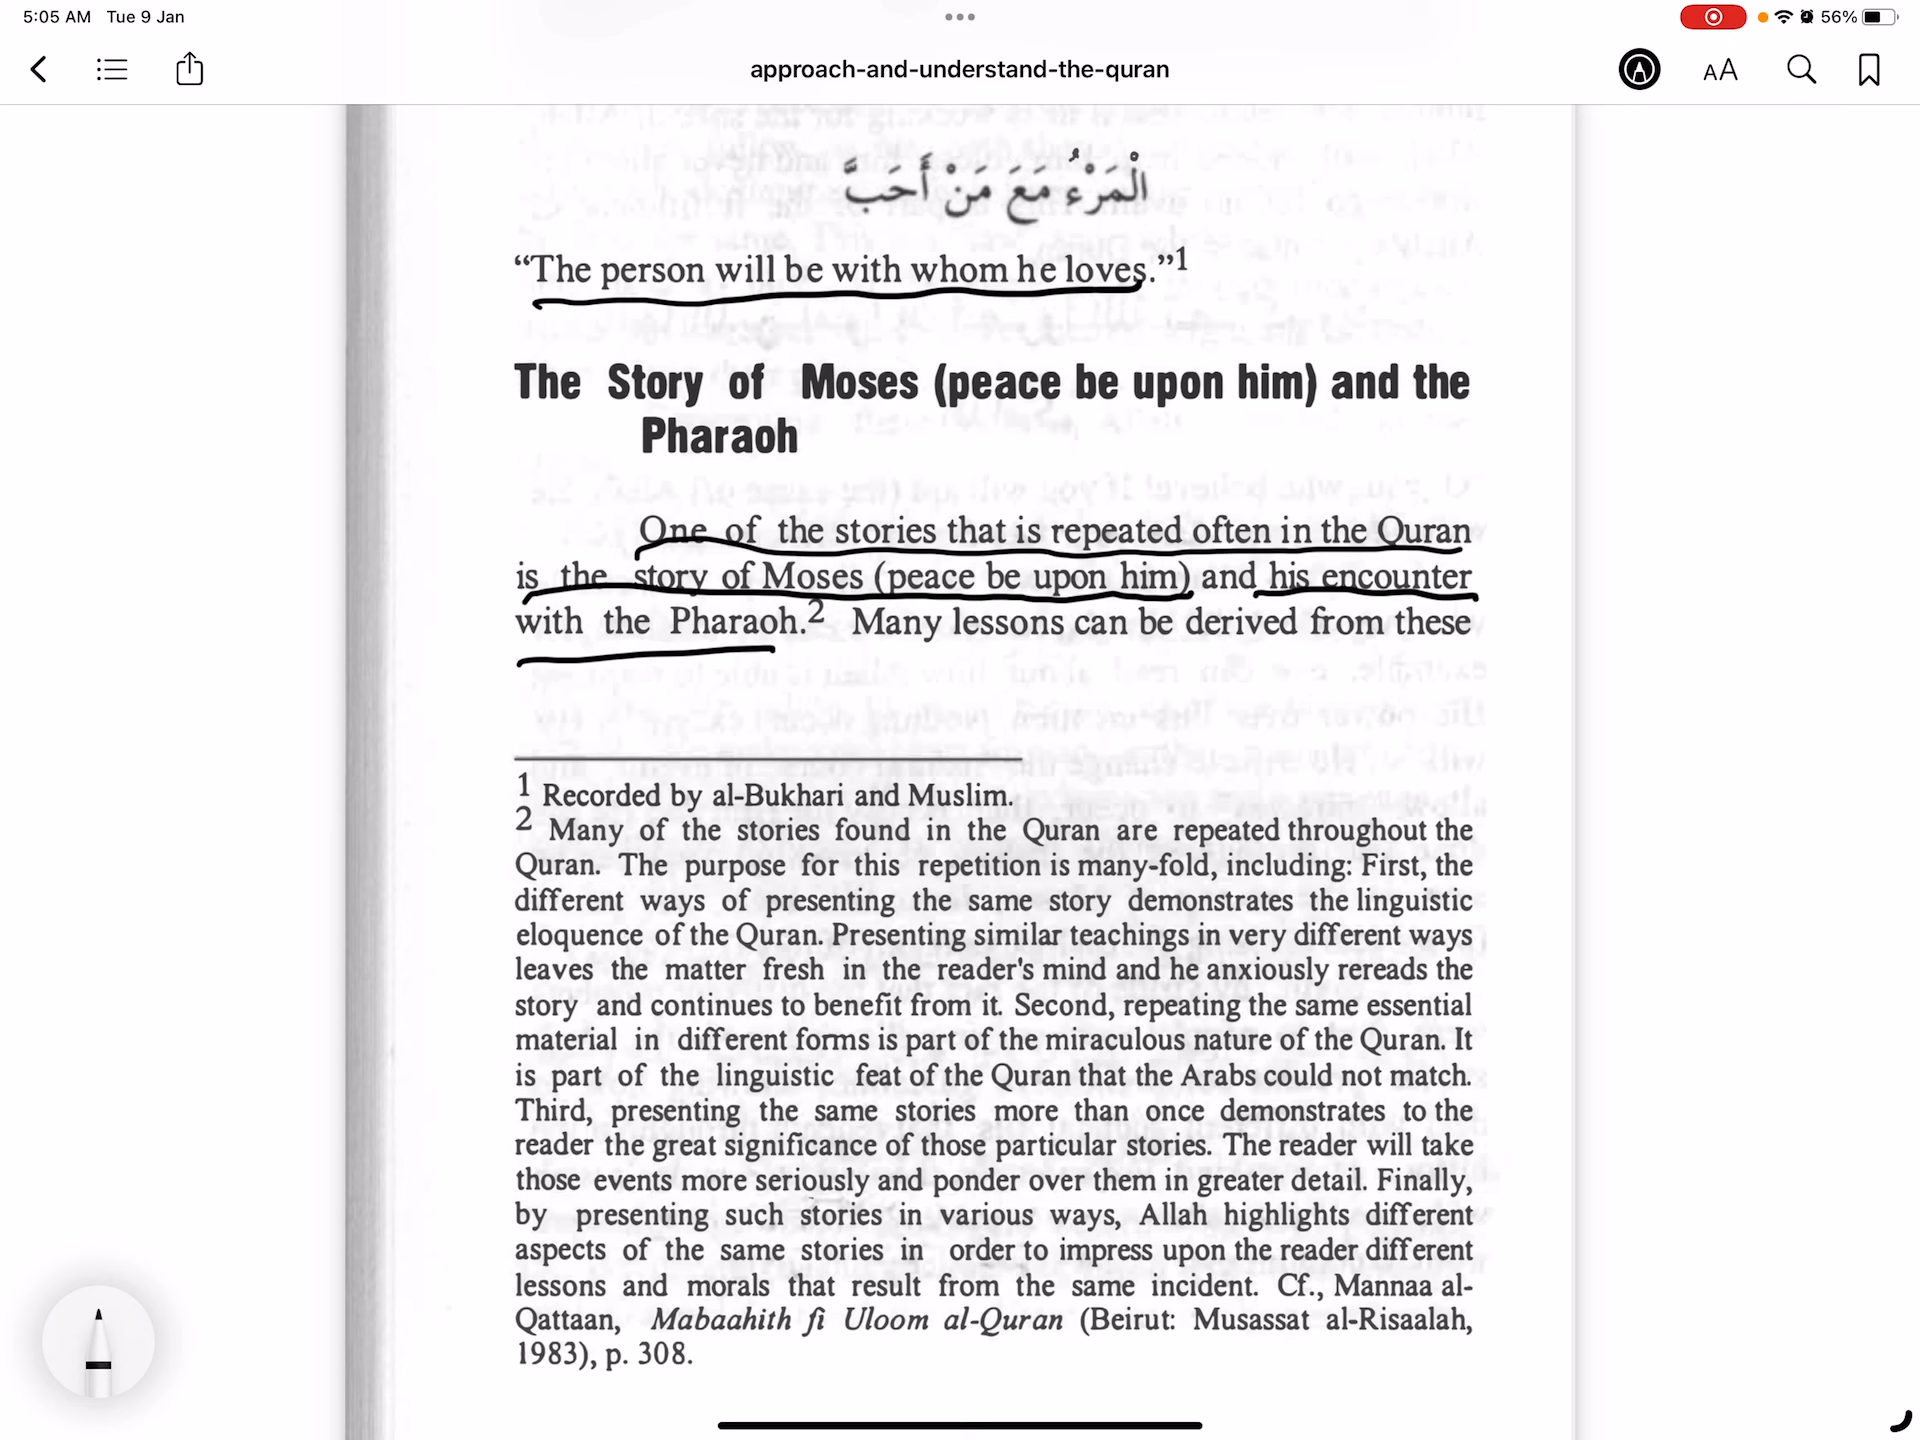 5:05 AM Tue 9 Jan
56%
approach-and-understand-the-quran
AA
الْمَرْءُ مَعَ مَنْ أَحَبَّ
“The person will be with whom he loves.”1
The Story of Moses (peace be upon him) and the
Pharaoh
One of the stories that is repeated often in the Quran
is the story of Moses (peace be upon him) and his encounter
with the Pharaoh.2 Many lessons can be derived from these
1 Recorded by al-Bukhari and Muslim.
2 Many of the stories found in the Quran are repeated throughout the
Quran. The purpose for this repetition is many-fold, including: First, the
different ways of presenting the same story demonstrates the linguistic
eloquence of the Quran. Presenting similar teachings in very different ways
leaves the matter fresh in the reader's mind and he anxiously rereads the
story and continues to benefit from it. Second, repeating the same essential
material in different forms is part of the miraculous nature of the Quran. It
is part of the linguistic feat of the Quran that the Arabs could not match.
Third, presenting the same stories more than once demonstrates to the
reader the great significance of those particular stories. The reader will take
those events more seriously and ponder over them in greater detail. Finally,
by presenting such stories in various ways, Allah highlights different
aspects of the same stories in order to impress upon the reader different
lessons and morals that result from the same incident. Cf., Mannaa al-
Qattaan, Mabaahith fi Uloom al-Quran (Beirut: Musassat al-Risaalah,
1983), p. 308.